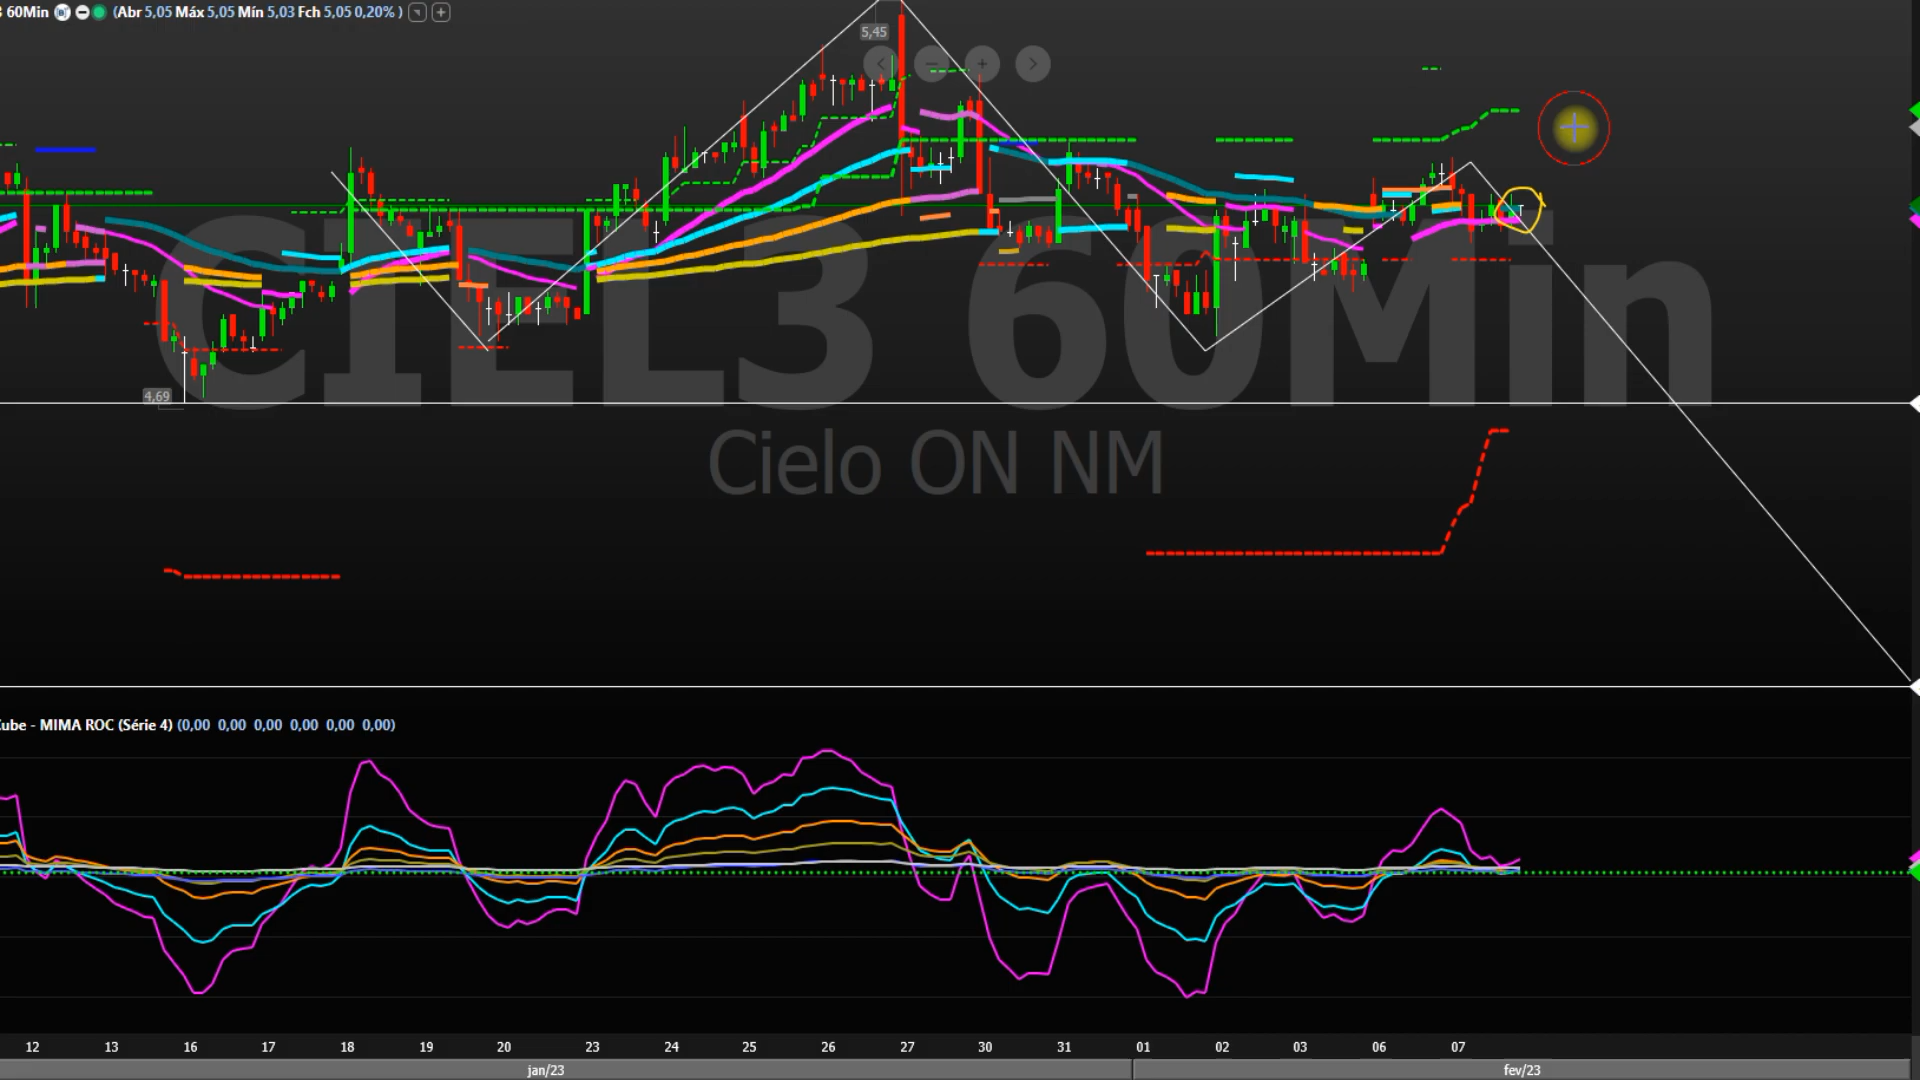 60Min (Abr 5,05 Máx 5,05 Mín 5,03 Fch 5,05 0,20% )
5,45
4,69
CIEL3 60Min
Cielo ON NM
ube - MIMA ROC (Série 4) (0,00 0,00 0,00 0,00 0,00 0,00)
12 13 16 17 18 19 20 23 24 25 26 27 30 31 01 02 03 06 07
jan/23 fev/23